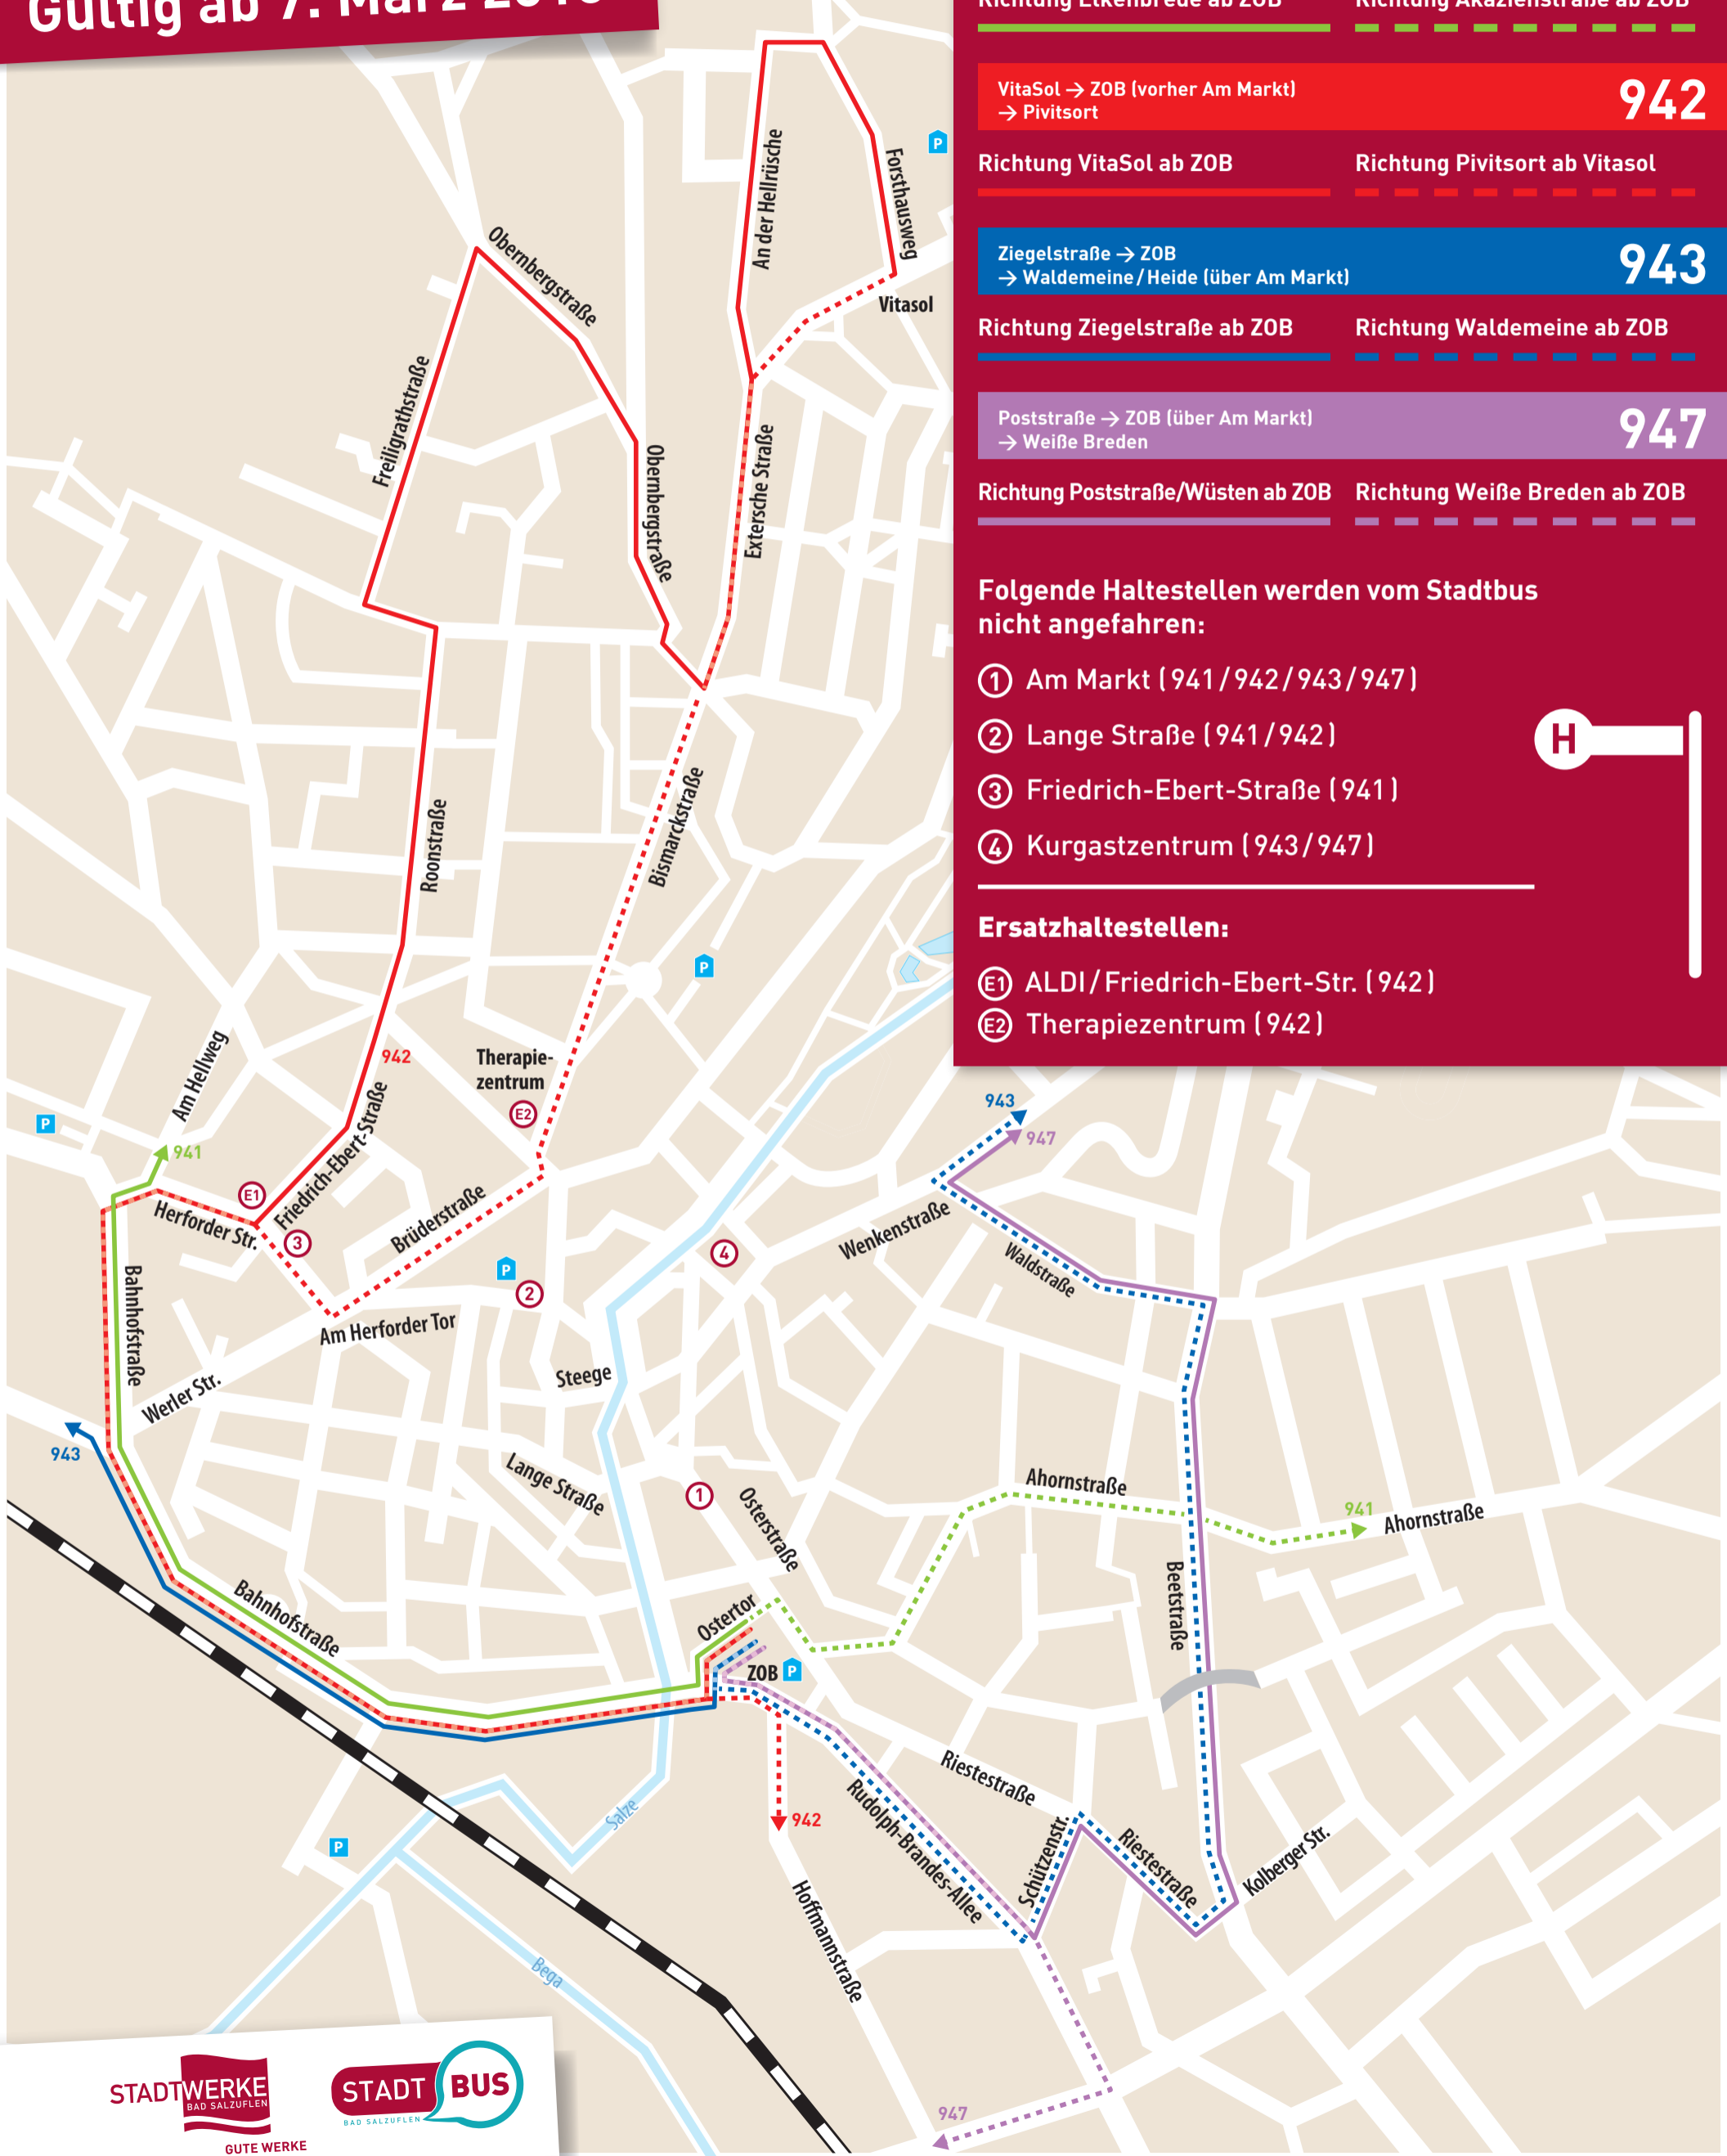 Gültig ab 7. März
Richtung Elkenbrede ab ZOB
Richtung Akazienstraße ab ZOB
VitaSol → ZOB (vorher Am Markt)
→ Pivitsort
942
Richtung VitaSol ab ZOB
Richtung Pivitsort ab Vitasol
Ziegelstraße → ZOB
→ Waldemeine/Heide (über Am Markt)
943
Richtung Ziegelstraße ab ZOB
Richtung Waldemeine ab ZOB
Poststraße → ZOB (über Am Markt)
→ Weiße Breden
947
Richtung Poststraße/Wüsten ab ZOB
Richtung Weiße Breden ab ZOB
Folgende Haltestellen werden vom Stadtbus
nicht angefahren:
1 Am Markt (941/942/943/947)
2 Lange Straße (941/942)
3 Friedrich-Ebert-Straße (941)
4 Kurgastzentrum (943/947)
H
Ersatzhaltestellen:
E1 ALDI/Friedrich-Ebert-Str. (942)
E2 Therapiezentrum (942)
P
An der Hellrüsche
Forsthausweg
Vitasol
Obernbergstraße
Freiligrathstraße
Obernbergstraße
Extersche Straße
Roonstraße
Bismarckstraße
P
942
Therapie-
zentrum
E2
Am Hellweg
P
941
E1
Friedrich-Ebert-Straße
Herforder Str.
3
Brüderstraße
P
2
4
943
947
Wenkenstraße
Waldstraße
Bahnhofstraße
Am Herforder Tor
Werler Str.
Steege
943
Lange Straße
1
Osterstraße
Ahornstraße
941
Ahornstraße
Beetstraße
Bahnhofstraße
Ostertor
ZOB
P
Riestestraße
Rudolph-Brandes-Allee
942
Salze
P
Schützenstr.
Riestestraße
Kolberger Str.
Hoffmannstraße
Bega
947
STADTWERKE
BAD SALZUFLEN
GUTE WERKE
STADT BUS
BAD SALZUFLEN